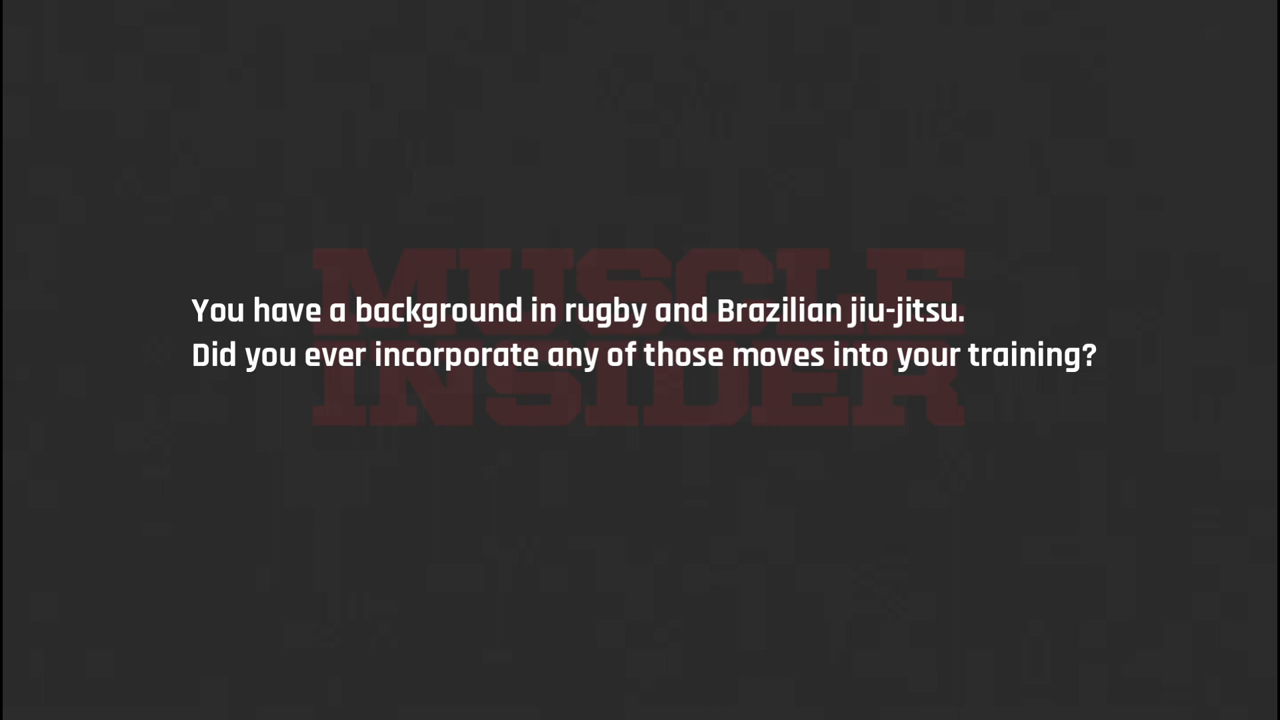 MUSCLE
INSIDER
You have a background in rugby and Brazilian jiu-jitsu.
Did you ever incorporate any of those moves into your training?